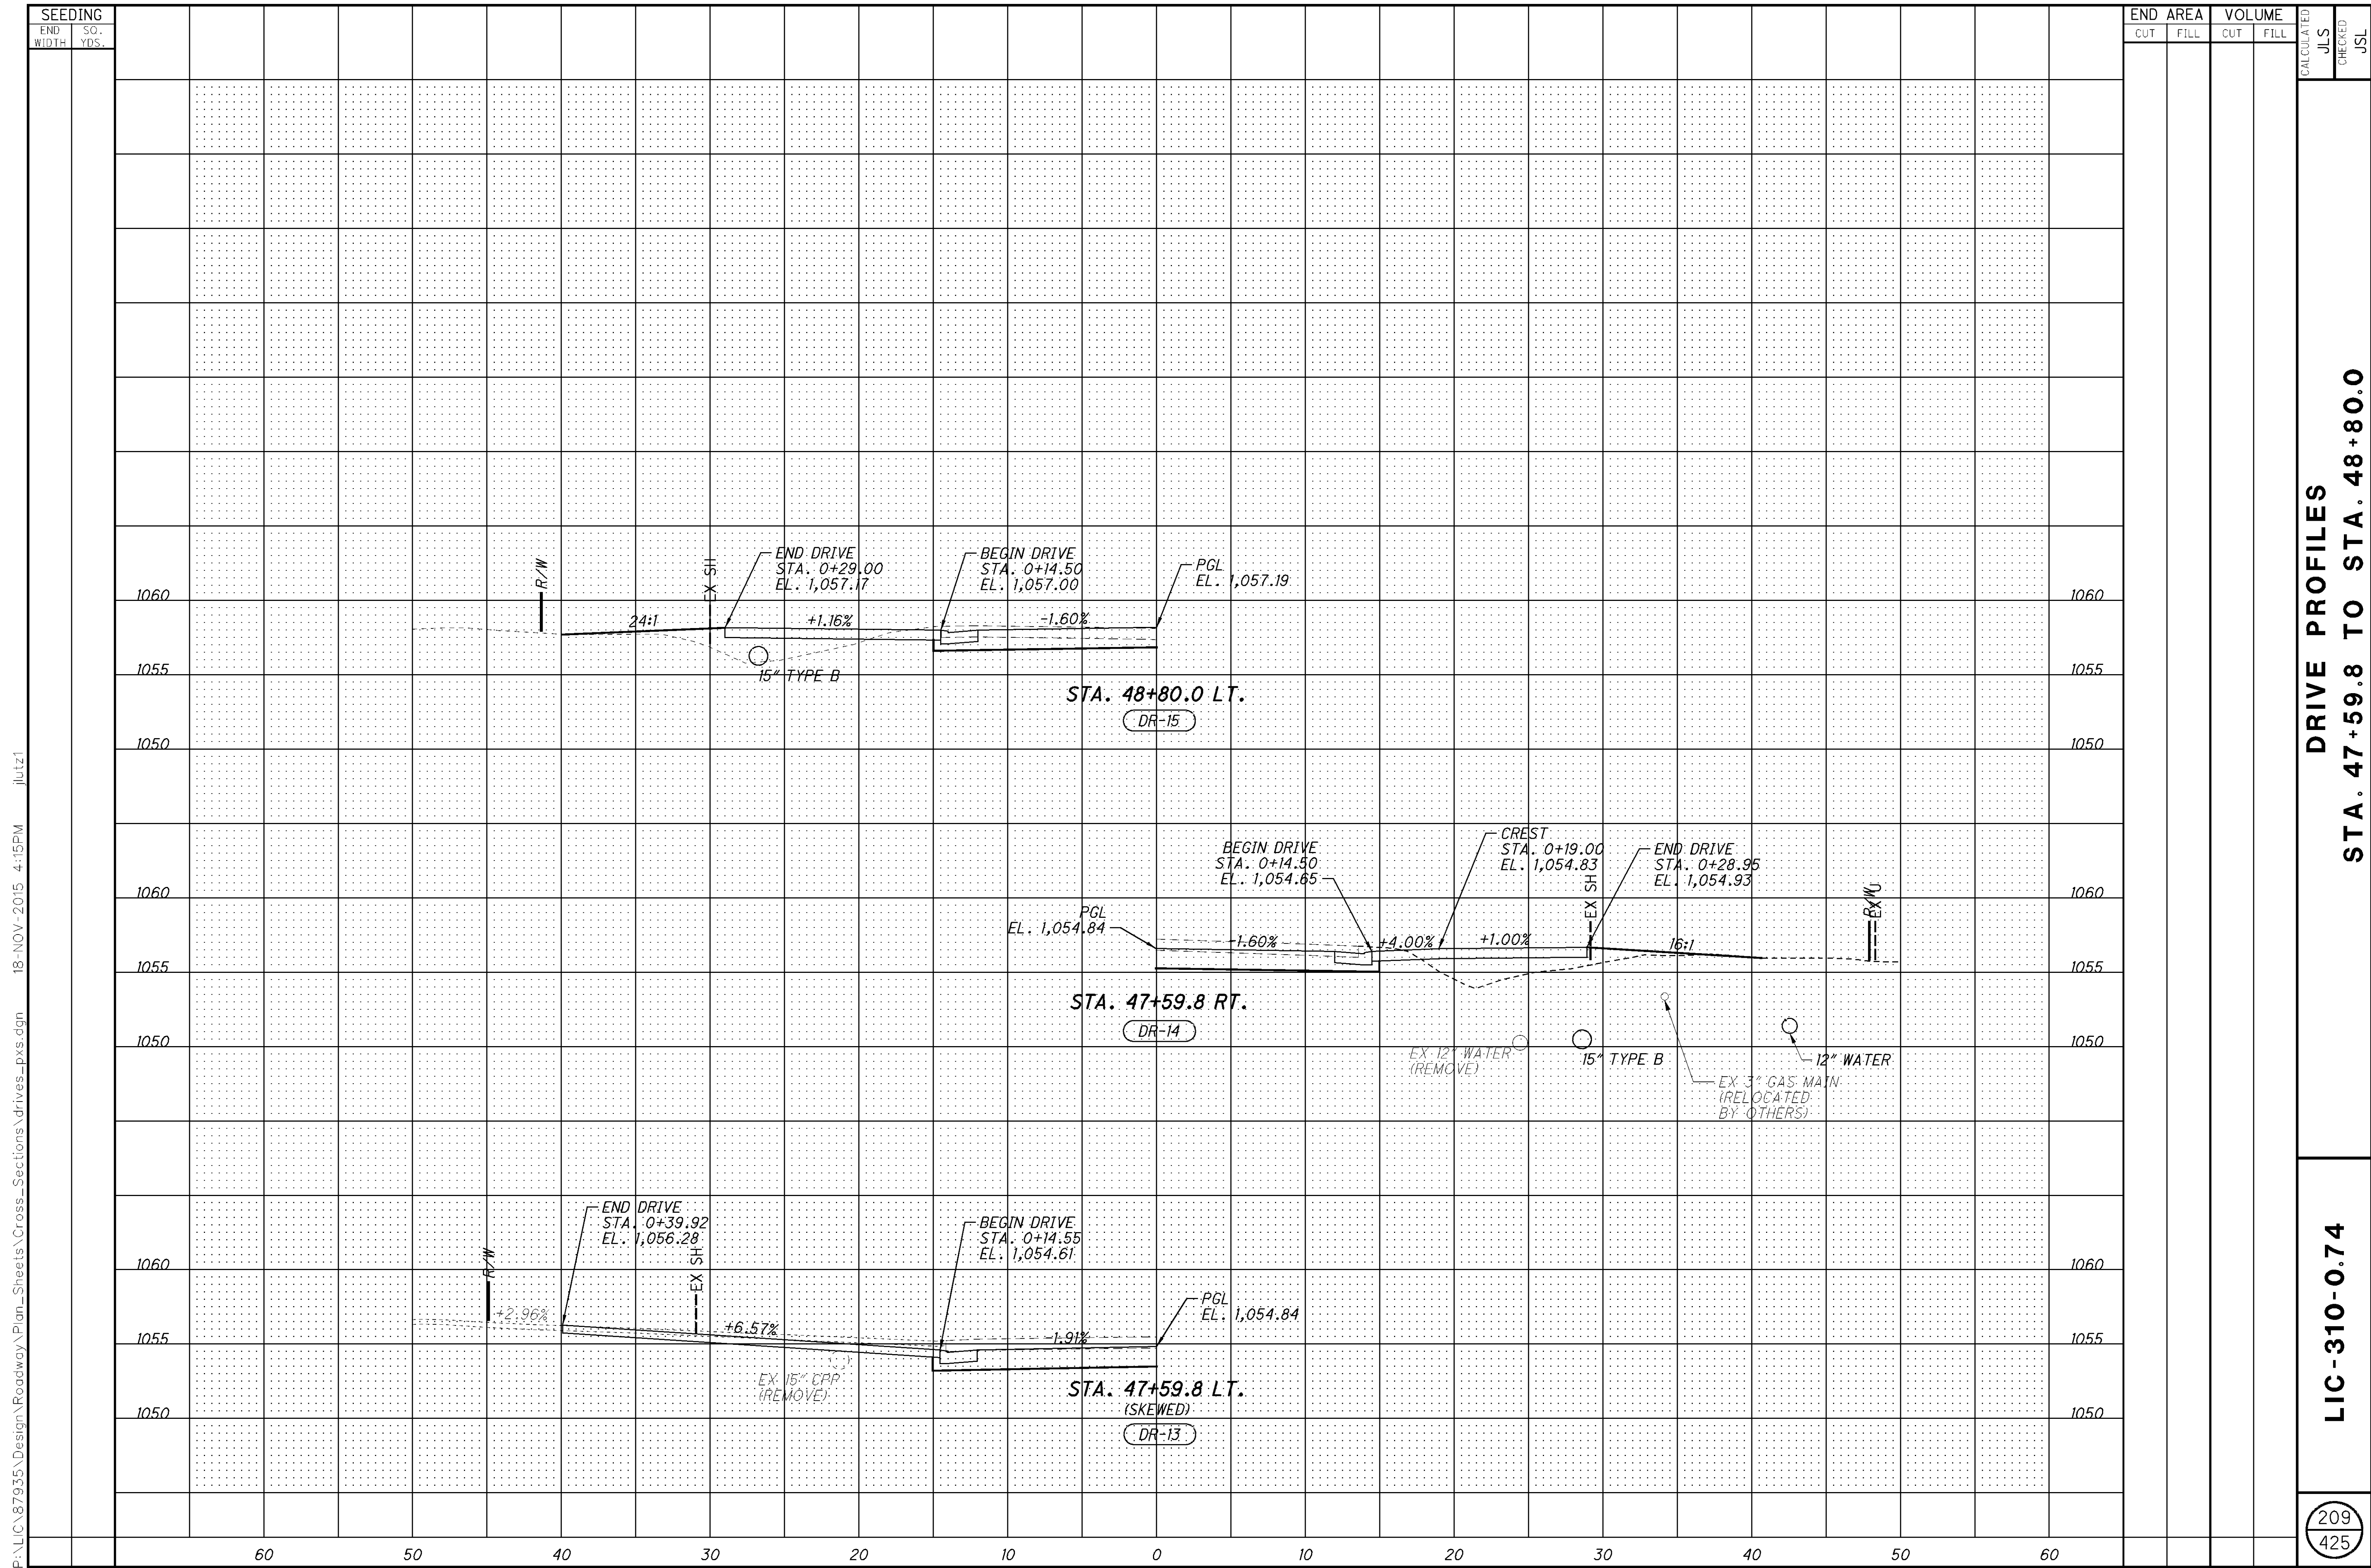 SEEDING
END WIDTH
SQ. YDS.
END AREA
VOLUME
CUT
FILL
CUT
FILL
CALCULATED
JLS
CHECKED
JSL
R/W
EX SH
END DRIVE
STA. 0+29.00
EL. 1,057.17
BEGIN DRIVE
STA. 0+14.50
EL. 1,057.00
PGL
EL. 1,057.19
1060
24:1
+1.16%
-1.60%
1060
1055
15" TYPE B
1055
STA. 48+80.0 LT.
DR-15
1050
1050
BEGIN DRIVE
STA. 0+14.50
EL. 1,054.65
CREST
STA. 0+19.00
EL. 1,054.83
END DRIVE
STA. 0+28.95
EL. 1,054.93
EX SH
R/W
EX U
1060
1060
PGL
EL. 1,054.84
-1.60%
+4.00%
+1.00%
16:1
1055
1055
STA. 47+59.8 RT.
DR-14
1050
1050
EX 12" WATER
(REMOVE)
15" TYPE B
12" WATER
EX 3" GAS MAIN
(RELOCATED
BY OTHERS)
END DRIVE
STA. 0+39.92
EL. 1,056.28
R/W
EX SH
BEGIN DRIVE
STA. 0+14.55
EL. 1,054.61
1060
1060
PGL
EL. 1,054.84
+2.96%
+6.57%
-1.91%
1055
1055
EX 15" CPP
(REMOVE)
STA. 47+59.8 LT.
(SKEWED)
DR-13
1050
1050
60 50 40 30 20 10 0 10 20 30 40 50 60
DRIVE PROFILES
STA. 47+59.8 TO STA. 48+80.0
LIC-310-0.74
209
425
P:\LIC\87935\Design\Roadway\Plan_Sheets\Cross_Sections\drives_pxs.dgn 18-NOV-2015 4:15PM jlutz1